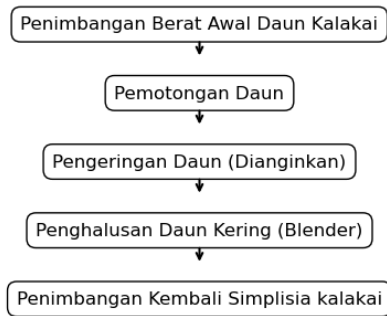 Penimbangan Berat Awal Daun Kalakai
Pemotongan Daun
Pengeringan Daun (Dianginkan)
Penghalusan Daun Kering (Blender)
Penimbangan Kembali Simplisia kalakai